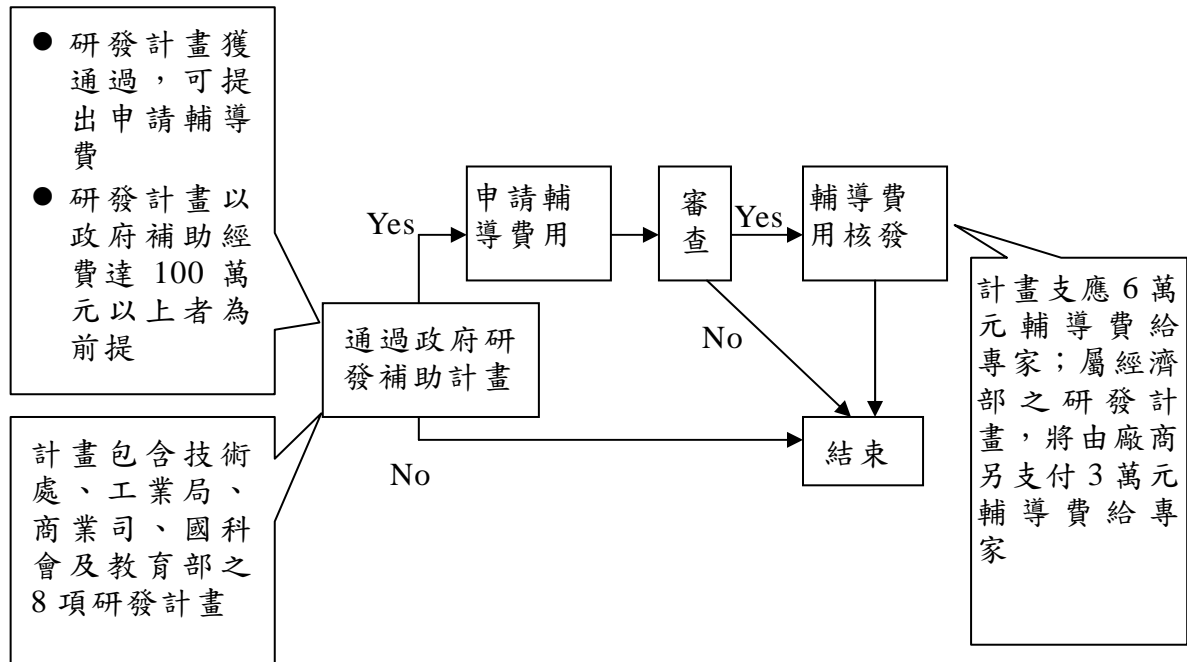 ● 研發計畫獲
通過,可提
出申請輔導
費
● 研發計畫以
政府補助經
費達 100 萬
元以上者為
前提
計畫包含技術
處、工業局、
商業司、國科
會及教育部之
8 項研發計畫
通過政府研
發補助計畫
Yes
No
申請輔
導費用
審
查
Yes
No
輔導費
用核發
結束
計畫支應 6 萬
元輔導費給
專家;屬經濟
部之研發計
畫,將由廠商
另支付 3 萬元
輔導費給專
家